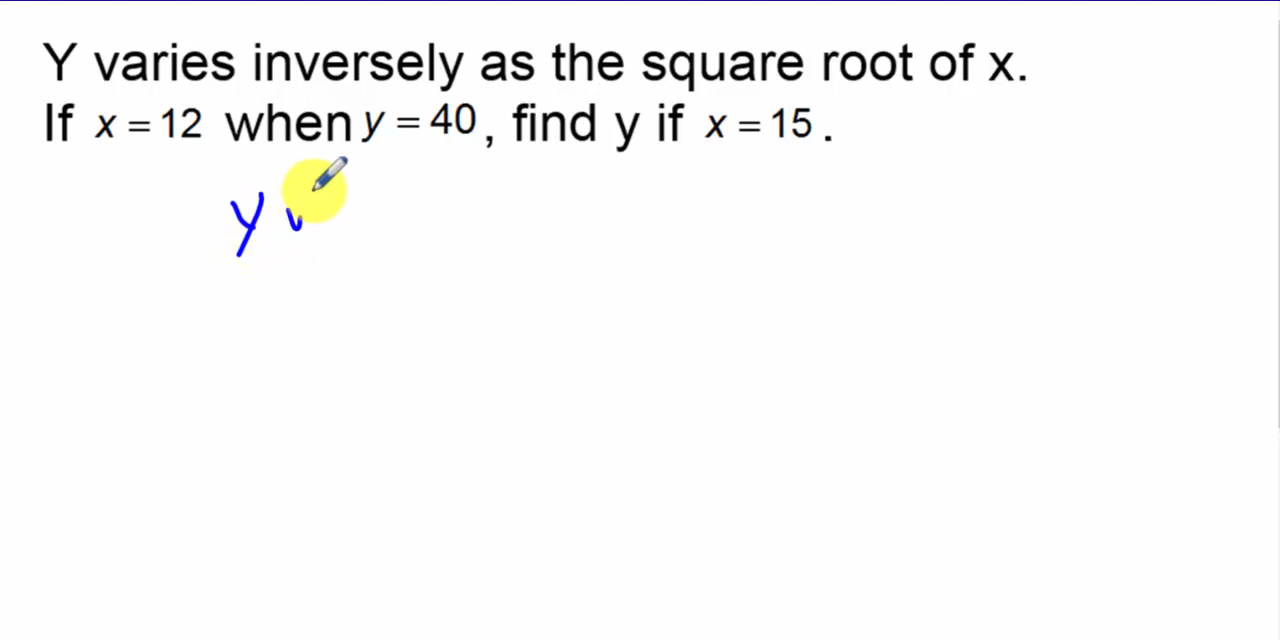 Y varies inversely as the square root of x.
If x = 12 when y = 40, find y if x = 15.
y v